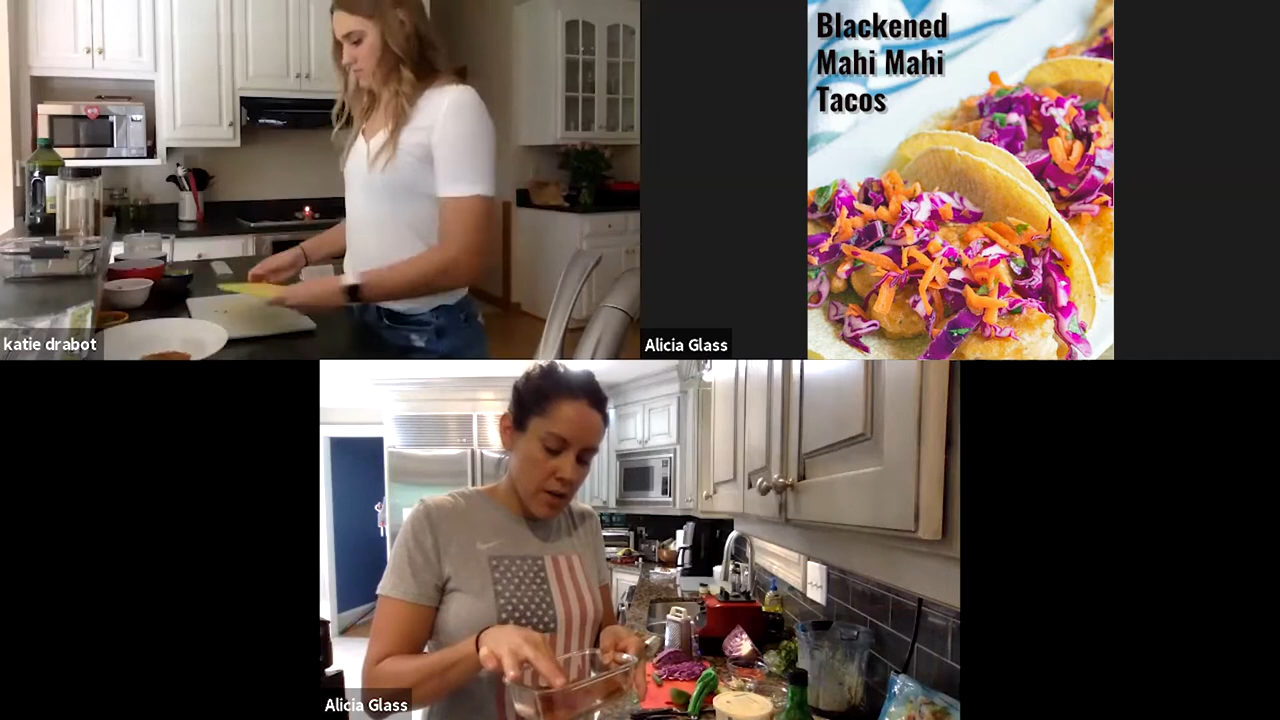 Blackened
Mahi Mahi
Tacos
katie drabot
Alicia Glass
Alicia Glass